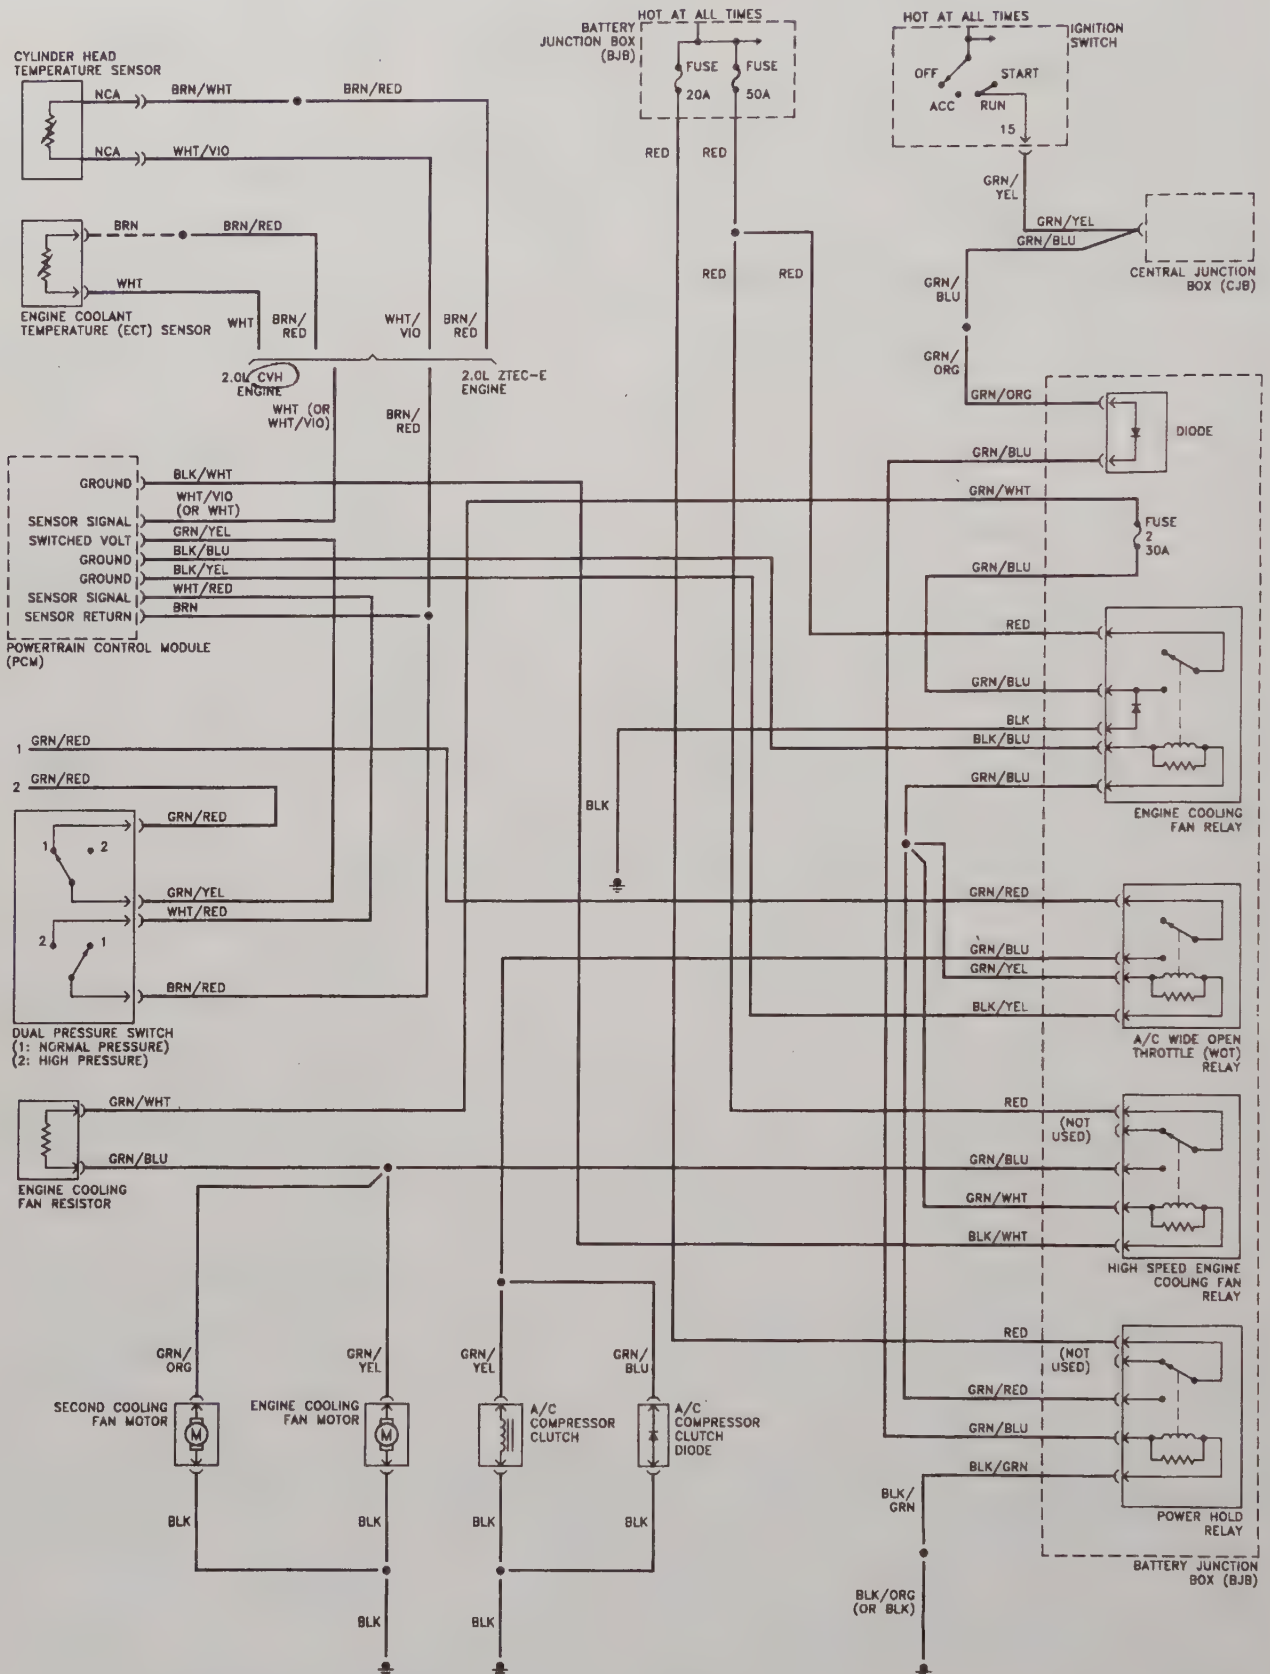 HOT AT ALL TIMES
BATTERY
JUNCTION BOX
(BJB)
FUSE
20A
FUSE
50A
HOT AT ALL TIMES
IGNITION
SWITCH
OFF
START
ACC
RUN
15
CYLINDER HEAD
TEMPERATURE SENSOR
NCA
BRN/WHT
BRN/RED
NCA
WHT/VIO
RED
RED
GRN/
YEL
GRN/YEL
GRN/BLU
CENTRAL JUNCTION
BOX (CJB)
BRN
BRN/RED
WHT
ENGINE COOLANT
TEMPERATURE (ECT) SENSOR
WHT
BRN/
RED
WHT/
VIO
BRN/
RED
RED
RED
GRN/
BLU
GRN/
ORG
2.0L CVH
ENGINE
2.0L ZTEC-E
ENGINE
WHT (OR
WHT/VIO)
BRN/
RED
GRN/ORG
DIODE
GRN/BLU
GRN/WHT
FUSE
2
30A
GRN/BLU
GROUND
BLK/WHT
WHT/VIO
(OR WHT)
SENSOR SIGNAL
SWITCHED VOLT
GRN/YEL
GROUND
BLK/BLU
GROUND
BLK/YEL
SENSOR SIGNAL
WHT/RED
SENSOR RETURN
BRN
POWERTRAIN CONTROL MODULE
(PCM)
RED
GRN/BLU
BLK
BLK/BLU
GRN/BLU
ENGINE COOLING
FAN RELAY
1
GRN/RED
2
GRN/RED
GRN/RED
BLK
1
2
GRN/YEL
WHT/RED
2
1
BRN/RED
DUAL PRESSURE SWITCH
(1: NORMAL PRESSURE)
(2: HIGH PRESSURE)
GRN/RED
GRN/BLU
GRN/YEL
BLK/YEL
A/C WIDE OPEN
THROTTLE (WOT)
RELAY
GRN/WHT
GRN/BLU
ENGINE COOLING
FAN RESISTOR
RED
(NOT
USED)
GRN/BLU
GRN/WHT
BLK/WHT
HIGH SPEED ENGINE
COOLING FAN
RELAY
GRN/
ORG
GRN/
YEL
GRN/
YEL
GRN/
BLU
SECOND COOLING
FAN MOTOR
M
ENGINE COOLING
FAN MOTOR
M
A/C
COMPRESSOR
CLUTCH
A/C
COMPRESSOR
CLUTCH
DIODE
RED
(NOT
USED)
GRN/RED
GRN/BLU
BLK/GRN
POWER HOLD
RELAY
BATTERY JUNCTION
BOX (BJB)
BLK
BLK
BLK
BLK
BLK/
GRN
BLK
BLK
BLK/ORG
(OR BLK)